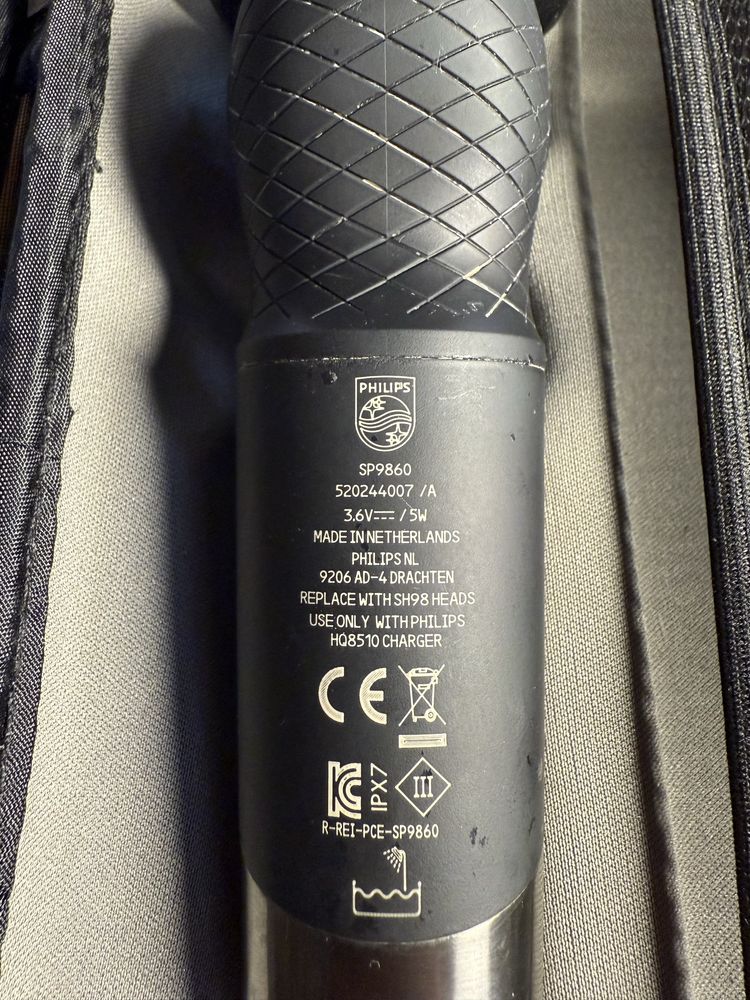 PHILIPS
SP9860
520244007 /A
3.6V⎓ / 5W
MADE IN NETHERLANDS
PHILIPS NL
9206 AD-4 DRACHTEN
REPLACE WITH SH98 HEADS
USE ONLY WITH PHILIPS
HQ8510 CHARGER
CE
KC IPX7 III
R-REI-PCE-SP9860